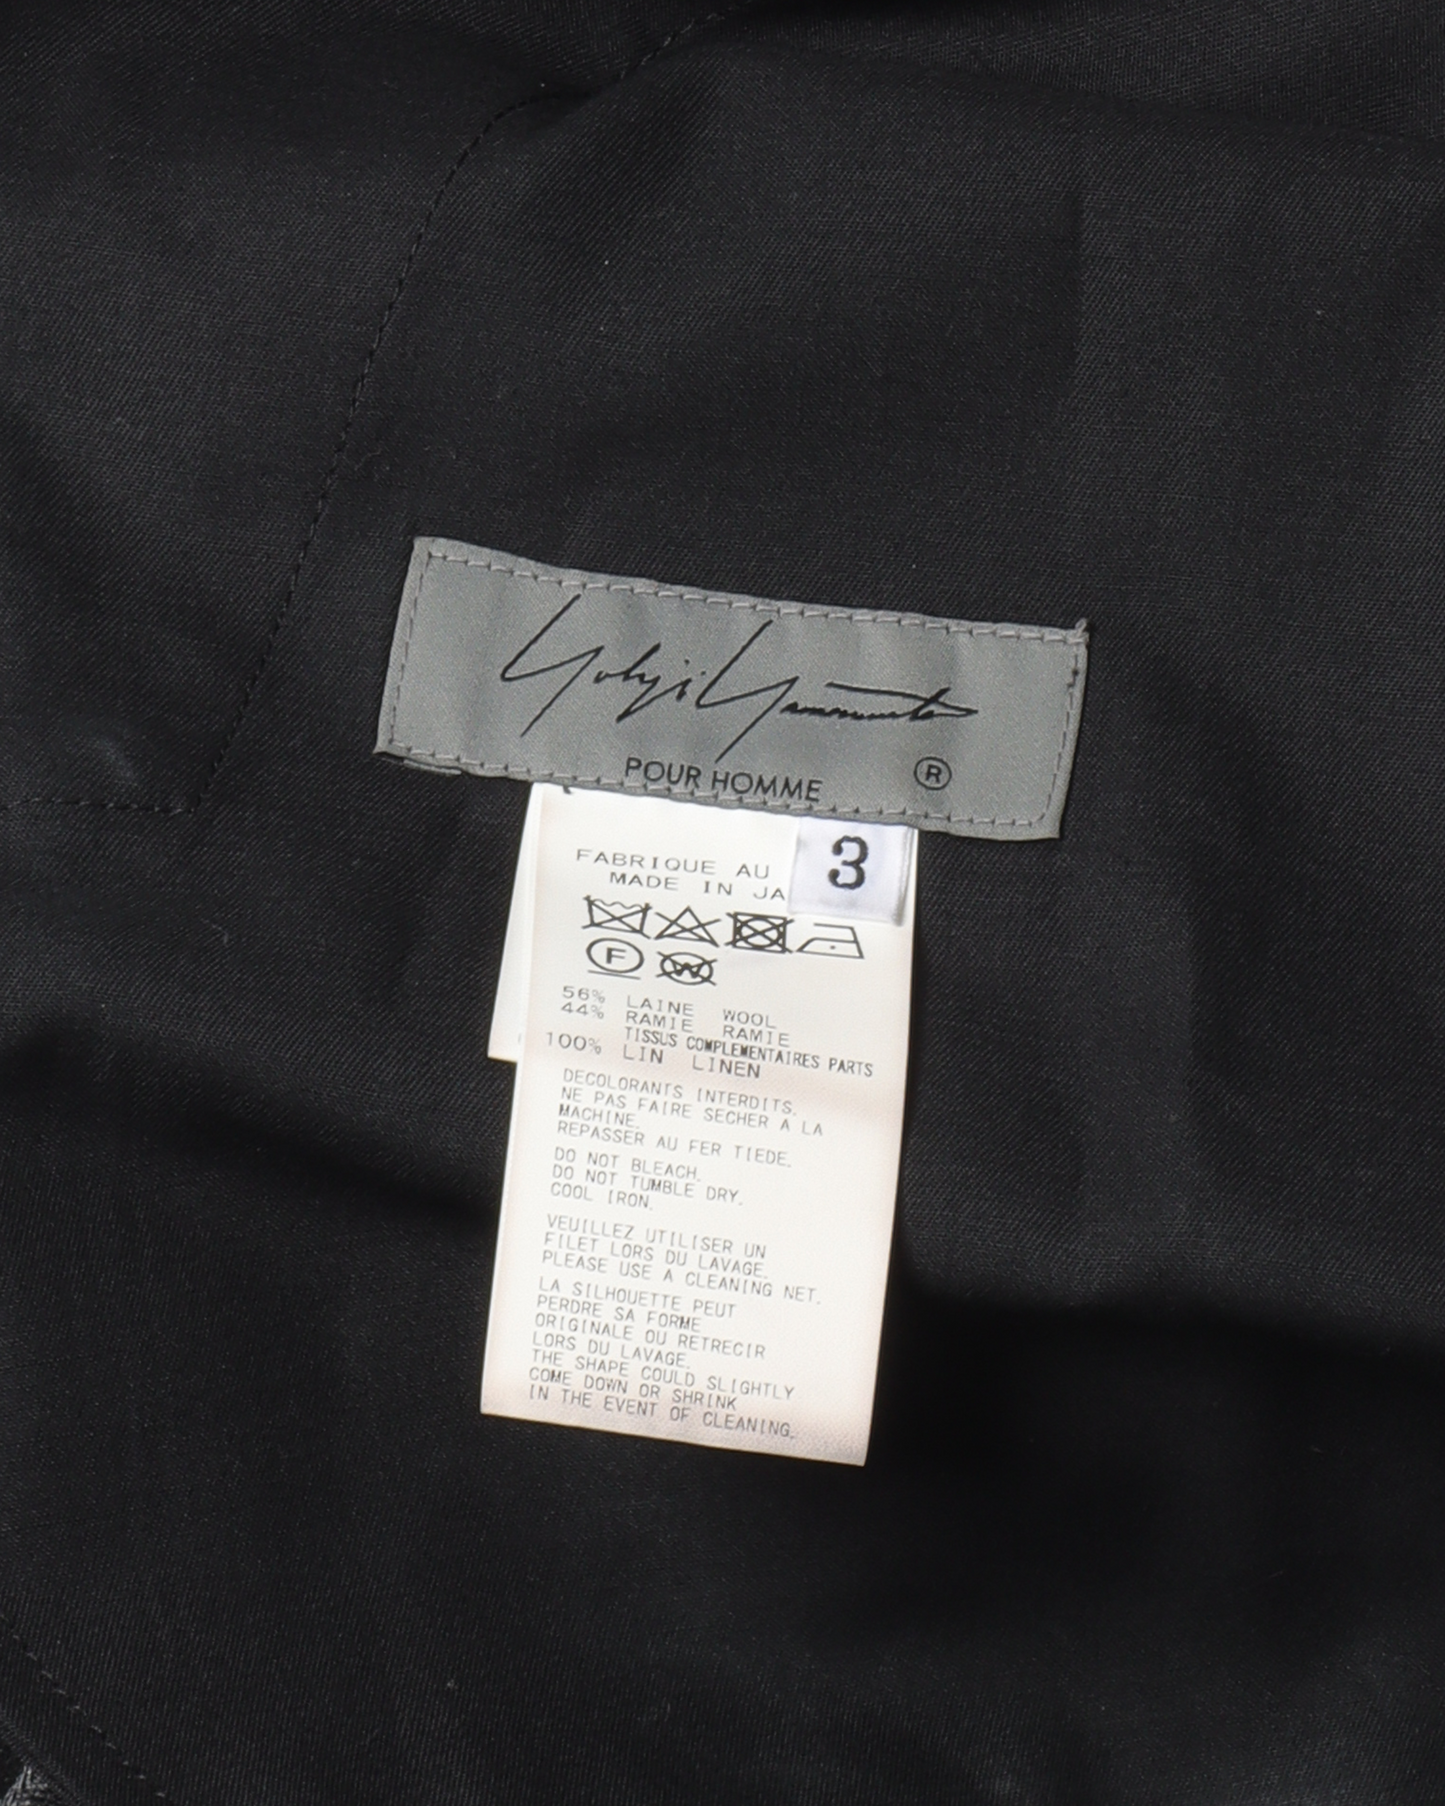 Yohji Yamamoto
POUR HOMME ®
3
FABRIQUE AU
MADE IN JA
F W
56% LAINE WOOL
44% RAMIE RAMIE
TISSUS COMPLEMENTAIRES PARTS
100% LIN LINEN
DECOLORANTS INTERDITS.
NE PAS FAIRE SECHER A LA
MACHINE.
REPASSER AU FER TIEDE.
DO NOT BLEACH.
DO NOT TUMBLE DRY.
COOL IRON.
VEUILLEZ UTILISER UN
FILET LORS DU LAVAGE.
PLEASE USE A CLEANING NET.
LA SILHOUETTE PEUT
PERDRE SA FORME
ORIGINALE OU RETRECIR
LORS DU LAVAGE.
THE SHAPE COULD SLIGHTLY
COME DOWN OR SHRINK
IN THE EVENT OF CLEANING.